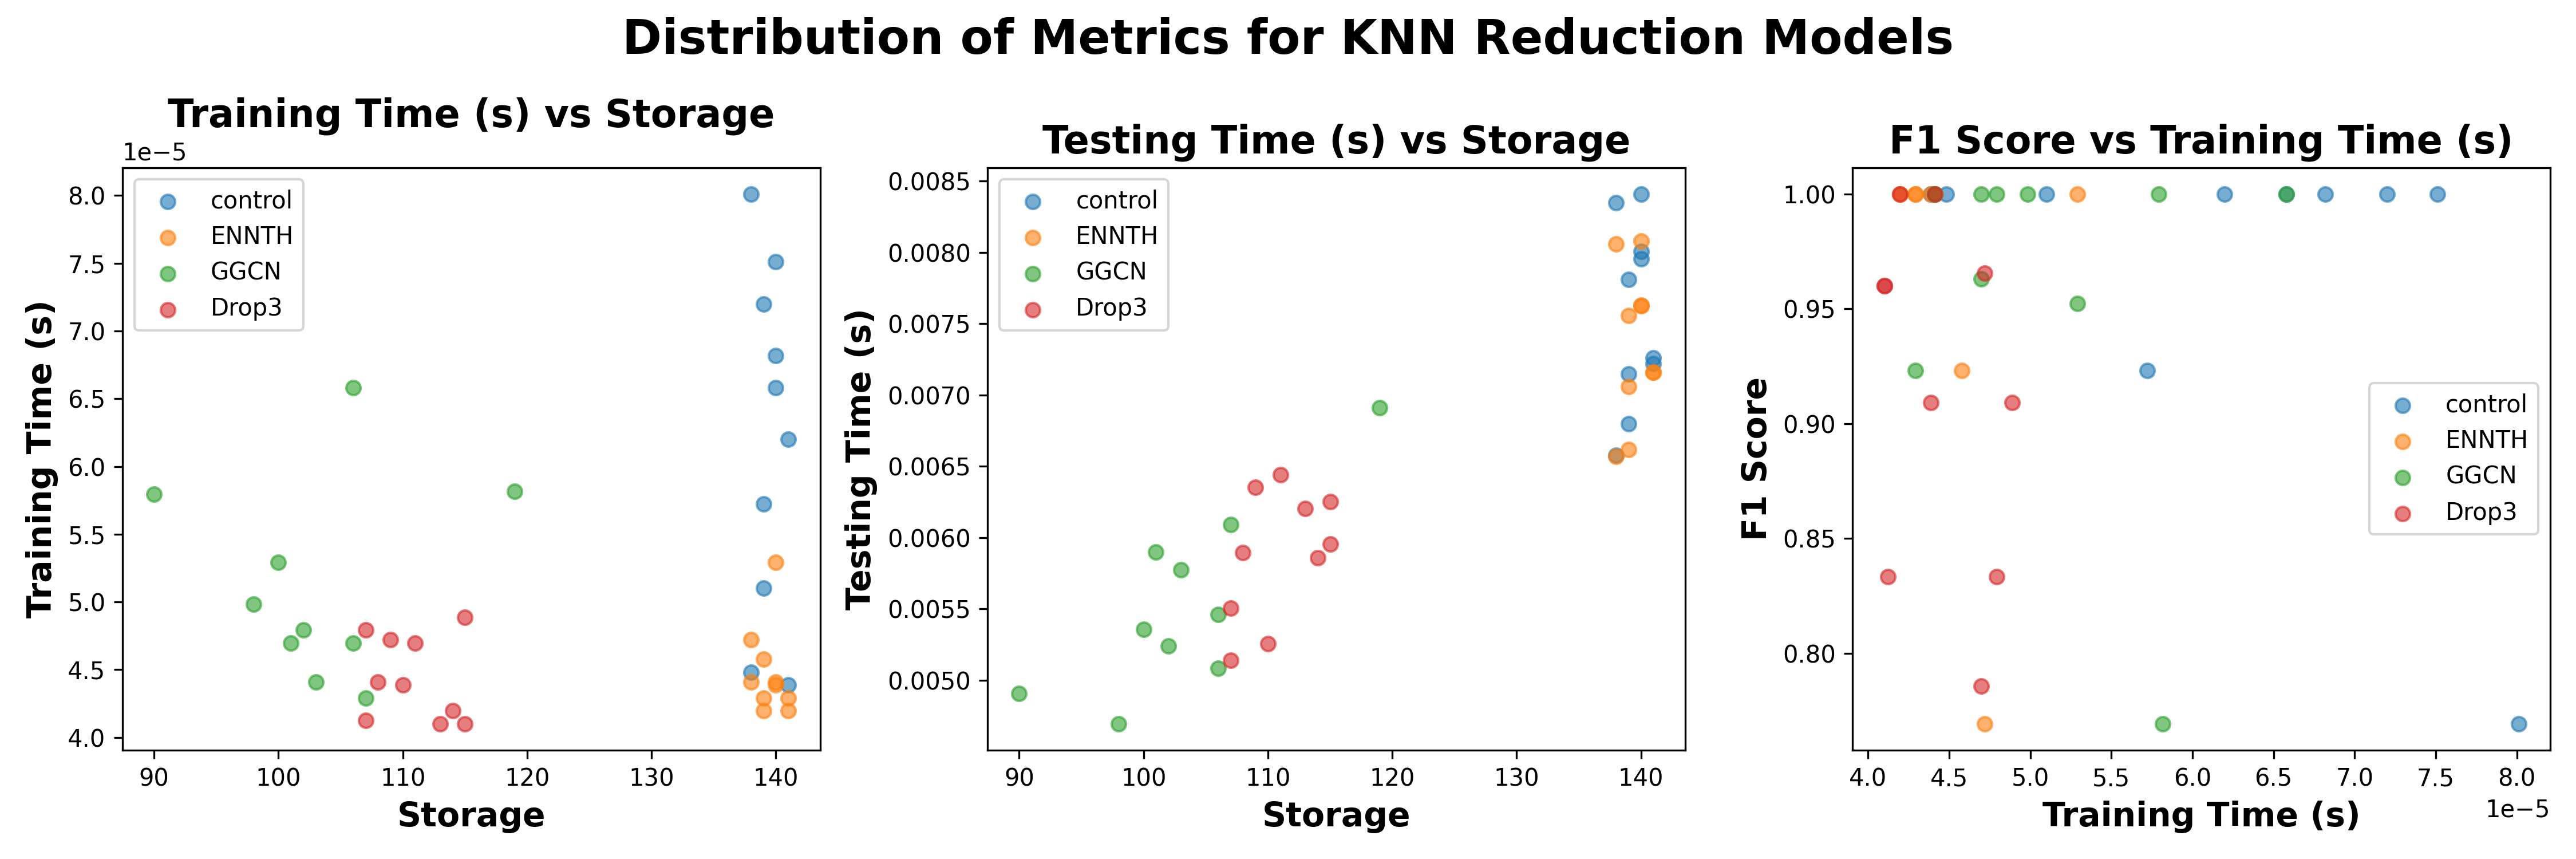 Distribution of Metrics for KNN Reduction Models
Training Time (s) vs Storage
1e−5
8.0
7.5
7.0
6.5
6.0
5.5
5.0
4.5
4.0
Training Time (s)
control
ENNTH
GGCN
Drop3
90 100 110 120 130 140
Storage
Testing Time (s) vs Storage
0.0085
0.0080
0.0075
0.0070
0.0065
0.0060
0.0055
0.0050
Testing Time (s)
control
ENNTH
GGCN
Drop3
90 100 110 120 130 140
Storage
F1 Score vs Training Time (s)
1.00
0.95
0.90
0.85
0.80
F1 Score
control
ENNTH
GGCN
Drop3
4.0 4.5 5.0 5.5 6.0 6.5 7.0 7.5 8.0
1e−5
Training Time (s)